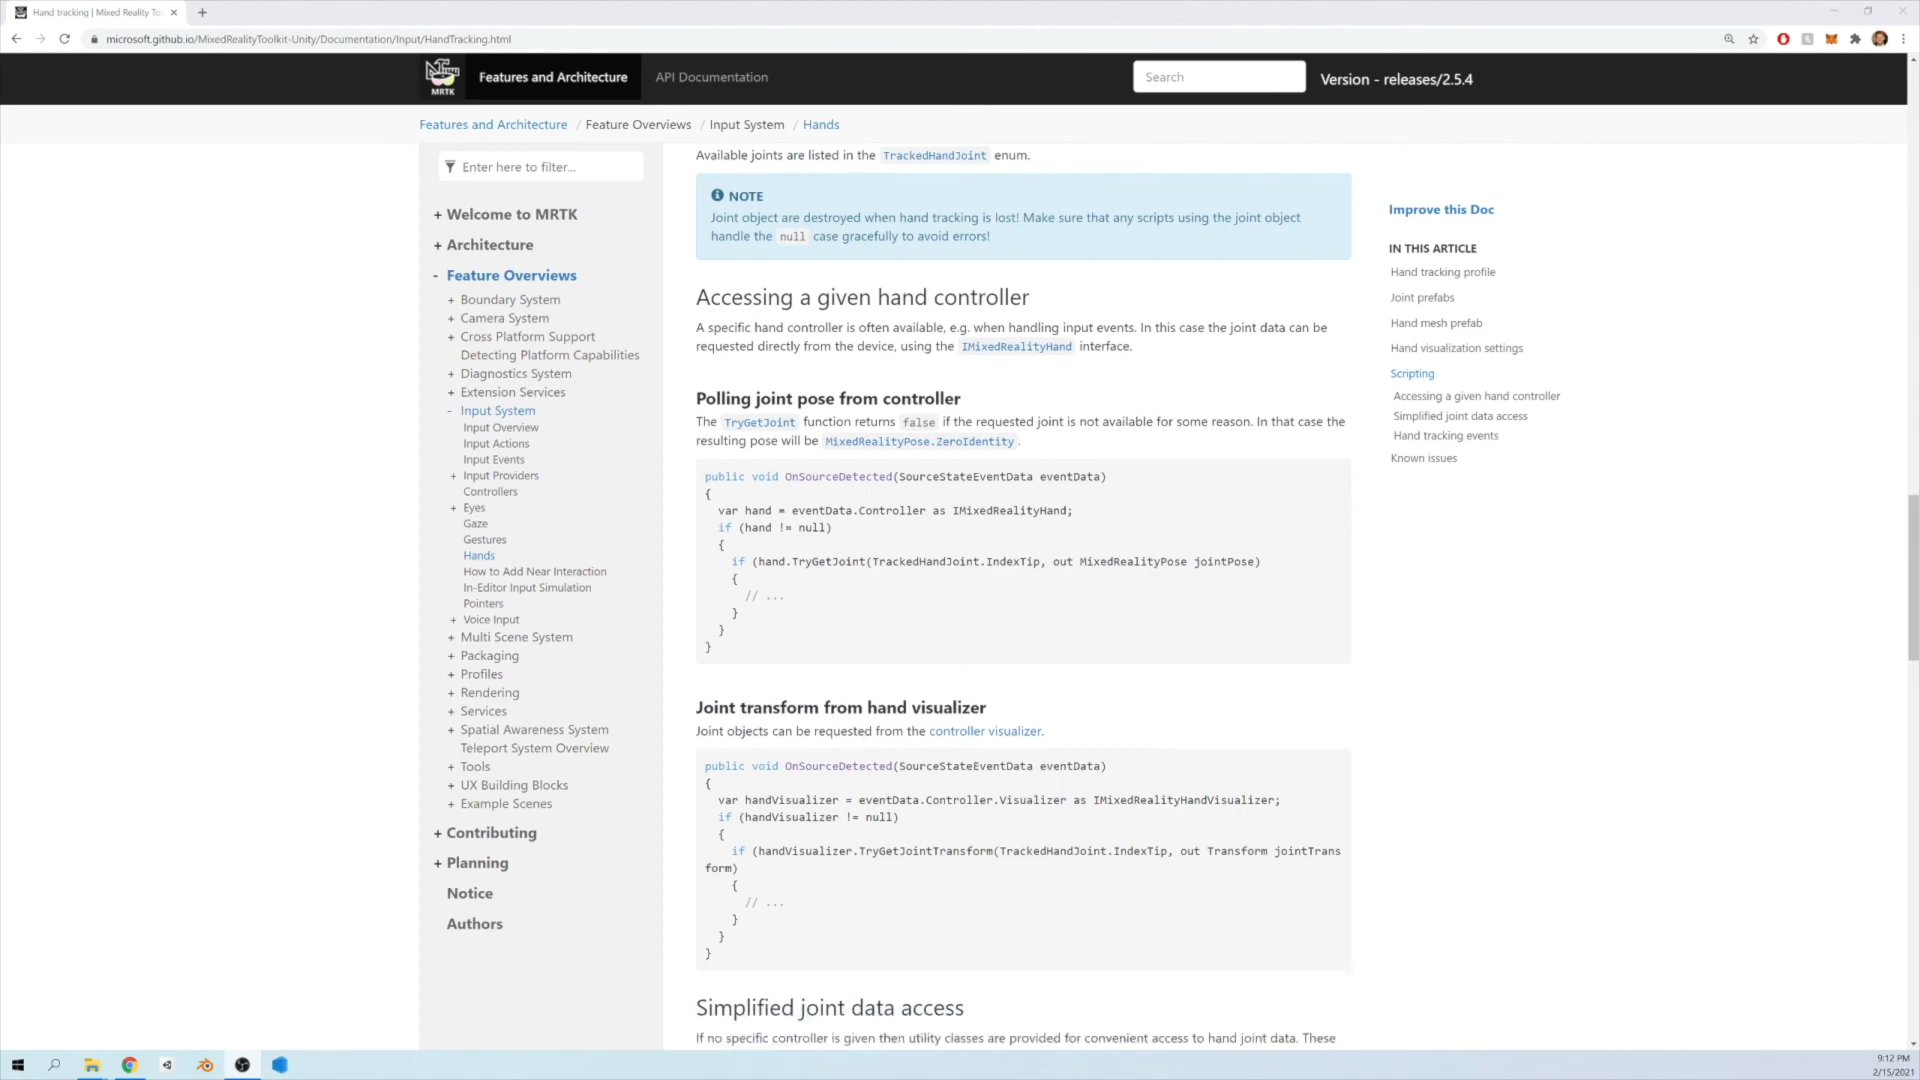 Hand tracking | Mixed Reality Too
microsoft.github.io/MixedRealityToolkit-Unity/Documentation/Input/HandTracking.html
MRTK
Features and Architecture
API Documentation
Search
Version - releases/2.5.4
Features and Architecture / Feature Overviews / Input System / Hands
Enter here to filter...
+ Welcome to MRTK
+ Architecture
- Feature Overviews
+ Boundary System
+ Camera System
+ Cross Platform Support
Detecting Platform Capabilities
+ Diagnostics System
+ Extension Services
- Input System
Input Overview
Input Actions
Input Events
+ Input Providers
Controllers
+ Eyes
Gaze
Gestures
Hands
How to Add Near Interaction
In-Editor Input Simulation
Pointers
+ Voice Input
+ Multi Scene System
+ Packaging
+ Profiles
+ Rendering
+ Services
+ Spatial Awareness System
Teleport System Overview
+ Tools
+ UX Building Blocks
+ Example Scenes
+ Contributing
+ Planning
Notice
Authors
Available joints are listed in the TrackedHandJoint enum.
NOTE
Joint object are destroyed when hand tracking is lost! Make sure that any scripts using the joint object
handle the null case gracefully to avoid errors!
Accessing a given hand controller
A specific hand controller is often available, e.g. when handling input events. In this case the joint data can be
requested directly from the device, using the IMixedRealityHand interface.
Polling joint pose from controller
The TryGetJoint function returns false if the requested joint is not available for some reason. In that case the
resulting pose will be MixedRealityPose.ZeroIdentity.
public void OnSourceDetected(SourceStateEventData eventData)
{
var hand = eventData.Controller as IMixedRealityHand;
if (hand != null)
{
if (hand.TryGetJoint(TrackedHandJoint.IndexTip, out MixedRealityPose jointPose)
{
// ...
}
}
}
Joint transform from hand visualizer
Joint objects can be requested from the controller visualizer.
public void OnSourceDetected(SourceStateEventData eventData)
{
var handVisualizer = eventData.Controller.Visualizer as IMixedRealityHandVisualizer;
if (handVisualizer != null)
{
if (handVisualizer.TryGetJointTransform(TrackedHandJoint.IndexTip, out Transform jointTrans
form)
{
// ...
}
}
}
Simplified joint data access
If no specific controller is given then utility classes are provided for convenient access to hand joint data. These
Improve this Doc
IN THIS ARTICLE
Hand tracking profile
Joint prefabs
Hand mesh prefab
Hand visualization settings
Scripting
Accessing a given hand controller
Simplified joint data access
Hand tracking events
Known issues
9:12 PM
2/15/2021